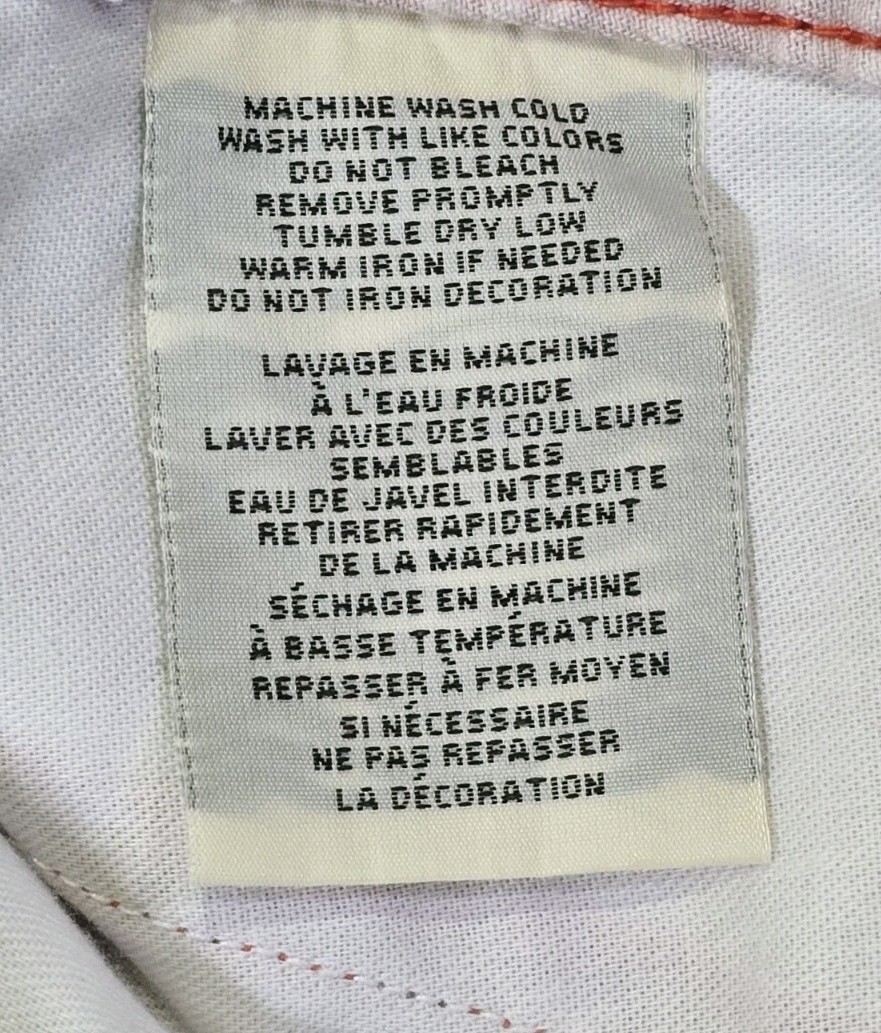 MACHINE WASH COLD
WASH WITH LIKE COLORS
DO NOT BLEACH
REMOVE PROMPTLY
TUMBLE DRY LOW
WARM IRON IF NEEDED
DO NOT IRON DECORATION
LAVAGE EN MACHINE
À L'EAU FROIDE
LAVER AVEC DES COULEURS
SEMBLABLES
EAU DE JAVEL INTERDITE
RETIRER RAPIDEMENT
DE LA MACHINE
SÉCHAGE EN MACHINE
À BASSE TEMPÉRATURE
REPASSER À FER MOYEN
SI NÉCESSAIRE
NE PAS REPASSER
LA DÉCORATION